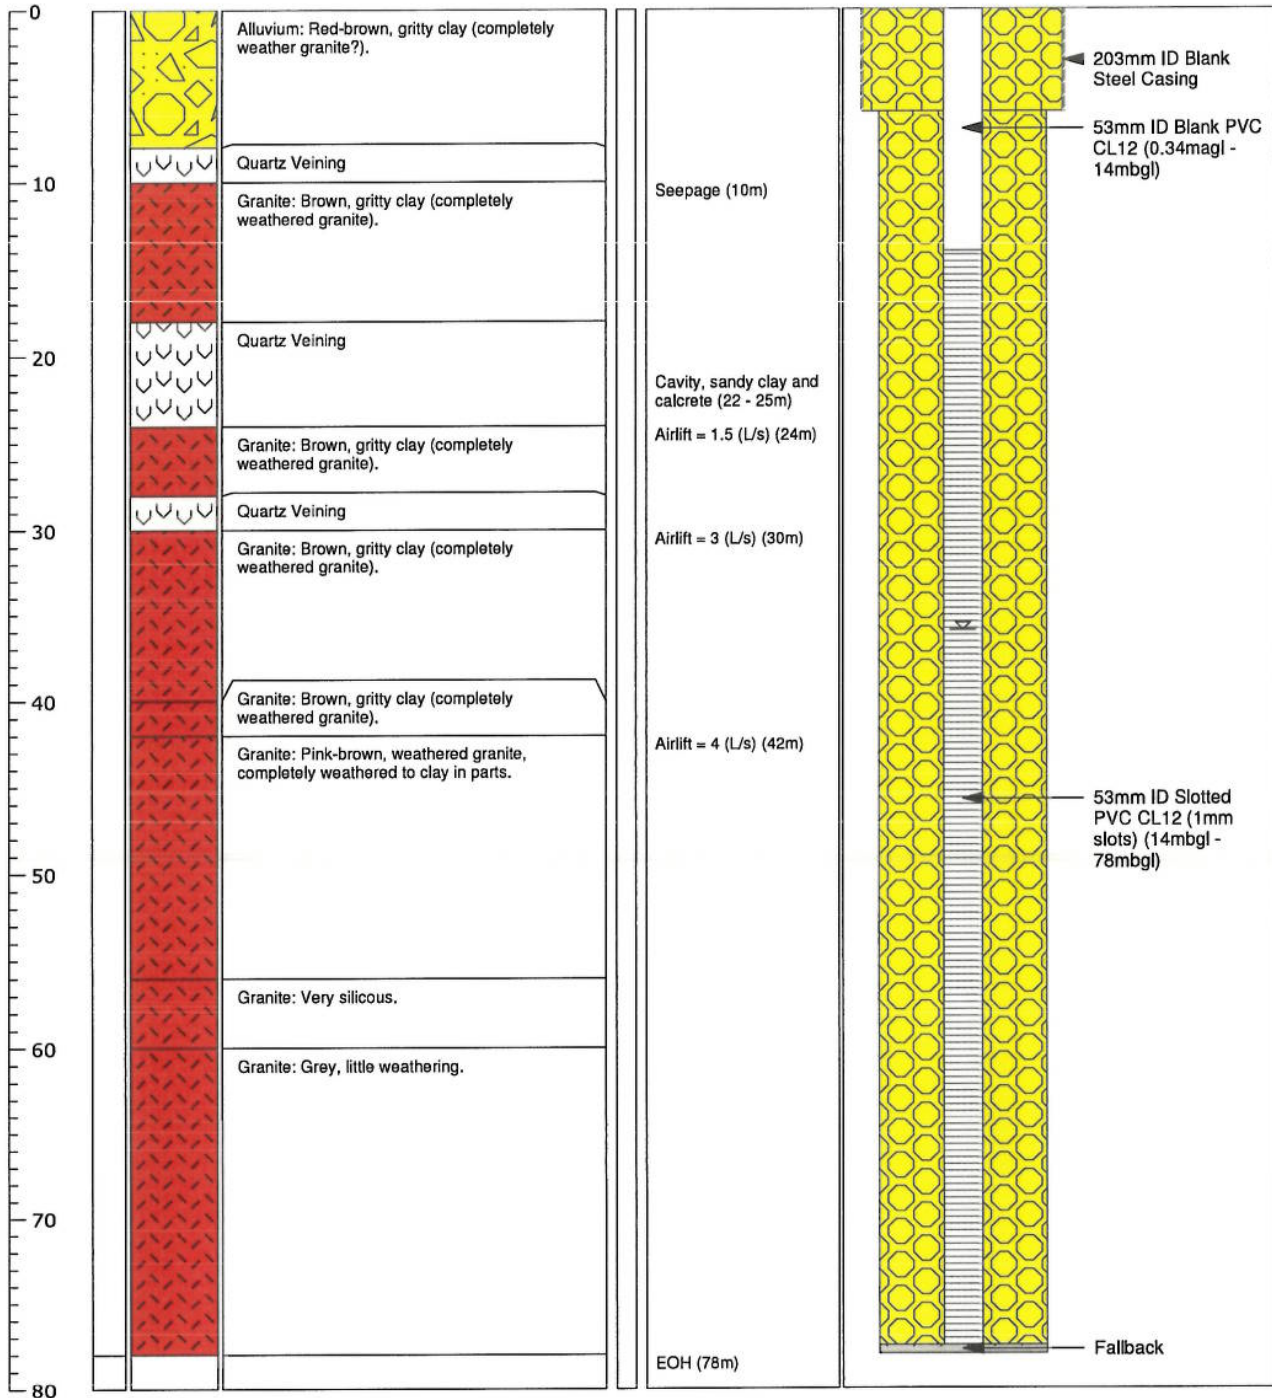 0
Alluvium: Red-brown, gritty clay (completely
weather granite?).
203mm ID Blank
Steel Casing
53mm ID Blank PVC
CL12 (0.34magl -
14mbgl)
Quartz Veining
10
Seepage (10m)
Granite: Brown, gritty clay (completely
weathered granite).
Quartz Veining
20
Cavity, sandy clay and
calcrete (22 - 25m)
Airlift = 1.5 (L/s) (24m)
Granite: Brown, gritty clay (completely
weathered granite).
Quartz Veining
30
Airlift = 3 (L/s) (30m)
Granite: Brown, gritty clay (completely
weathered granite).
40
Granite: Brown, gritty clay (completely
weathered granite).
Airlift = 4 (L/s) (42m)
Granite: Pink-brown, weathered granite,
completely weathered to clay in parts.
53mm ID Slotted
PVC CL12 (1mm
slots) (14mbgl -
78mbgl)
50
Granite: Very silicous.
60
Granite: Grey, little weathering.
70
Fallback
EOH (78m)
80